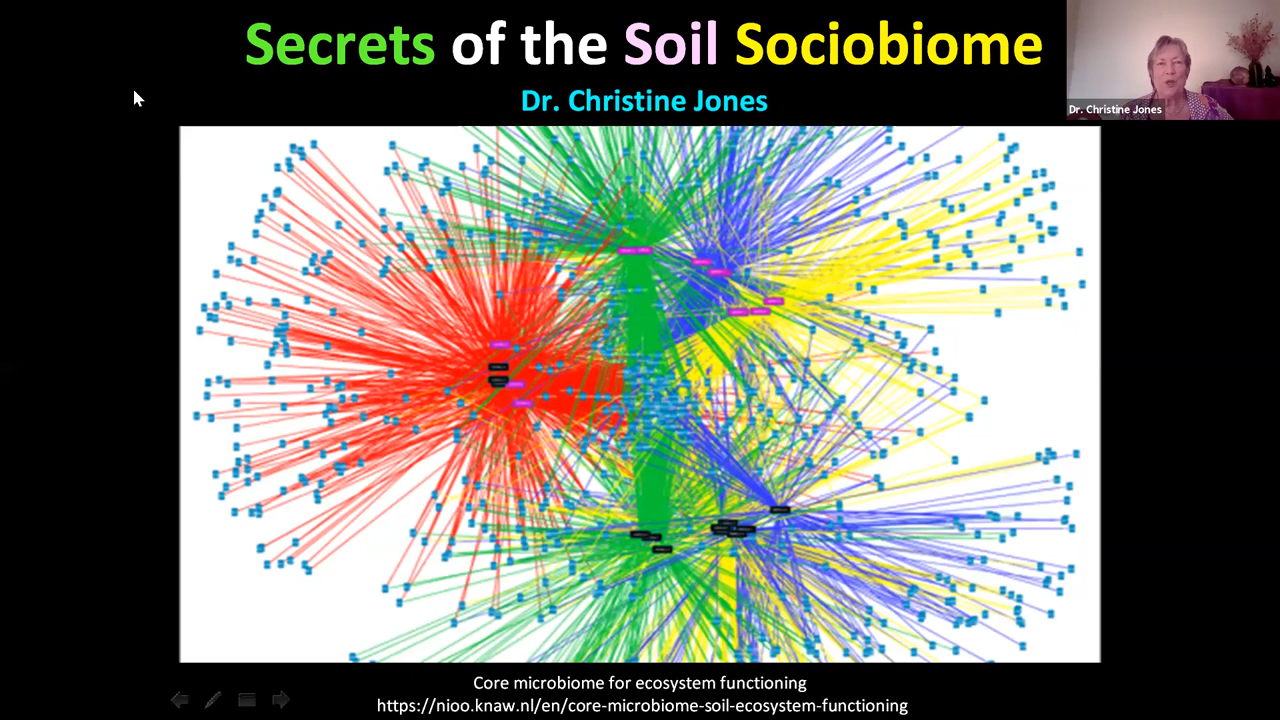 Secrets of the Soil Sociobiome
Dr. Christine Jones
Dr. Christine Jones
Core microbiome for ecosystem functioning
https://nioo.knaw.nl/en/core-microbiome-soil-ecosystem-functioning